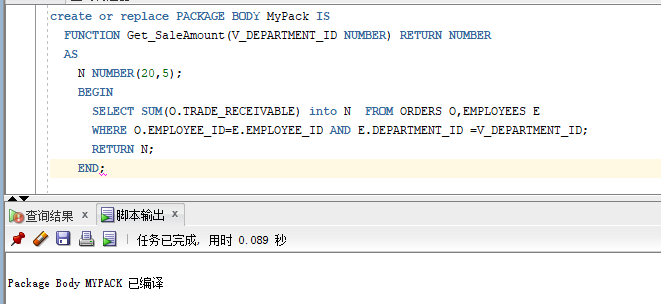 create or replace PACKAGE BODY MyPack IS
FUNCTION Get_SaleAmount(V_DEPARTMENT_ID NUMBER) RETURN NUMBER
AS
N NUMBER(20,5);
BEGIN
SELECT SUM(O.TRADE_RECEIVABLE) into N  FROM ORDERS O,EMPLOYEES E
WHERE O.EMPLOYEE_ID=E.EMPLOYEE_ID AND E.DEPARTMENT_ID =V_DEPARTMENT_ID;
RETURN N;
END;
查询结果 x 脚本输出 x
任务已完成, 用时 0.089 秒
Package Body MYPACK 已编译